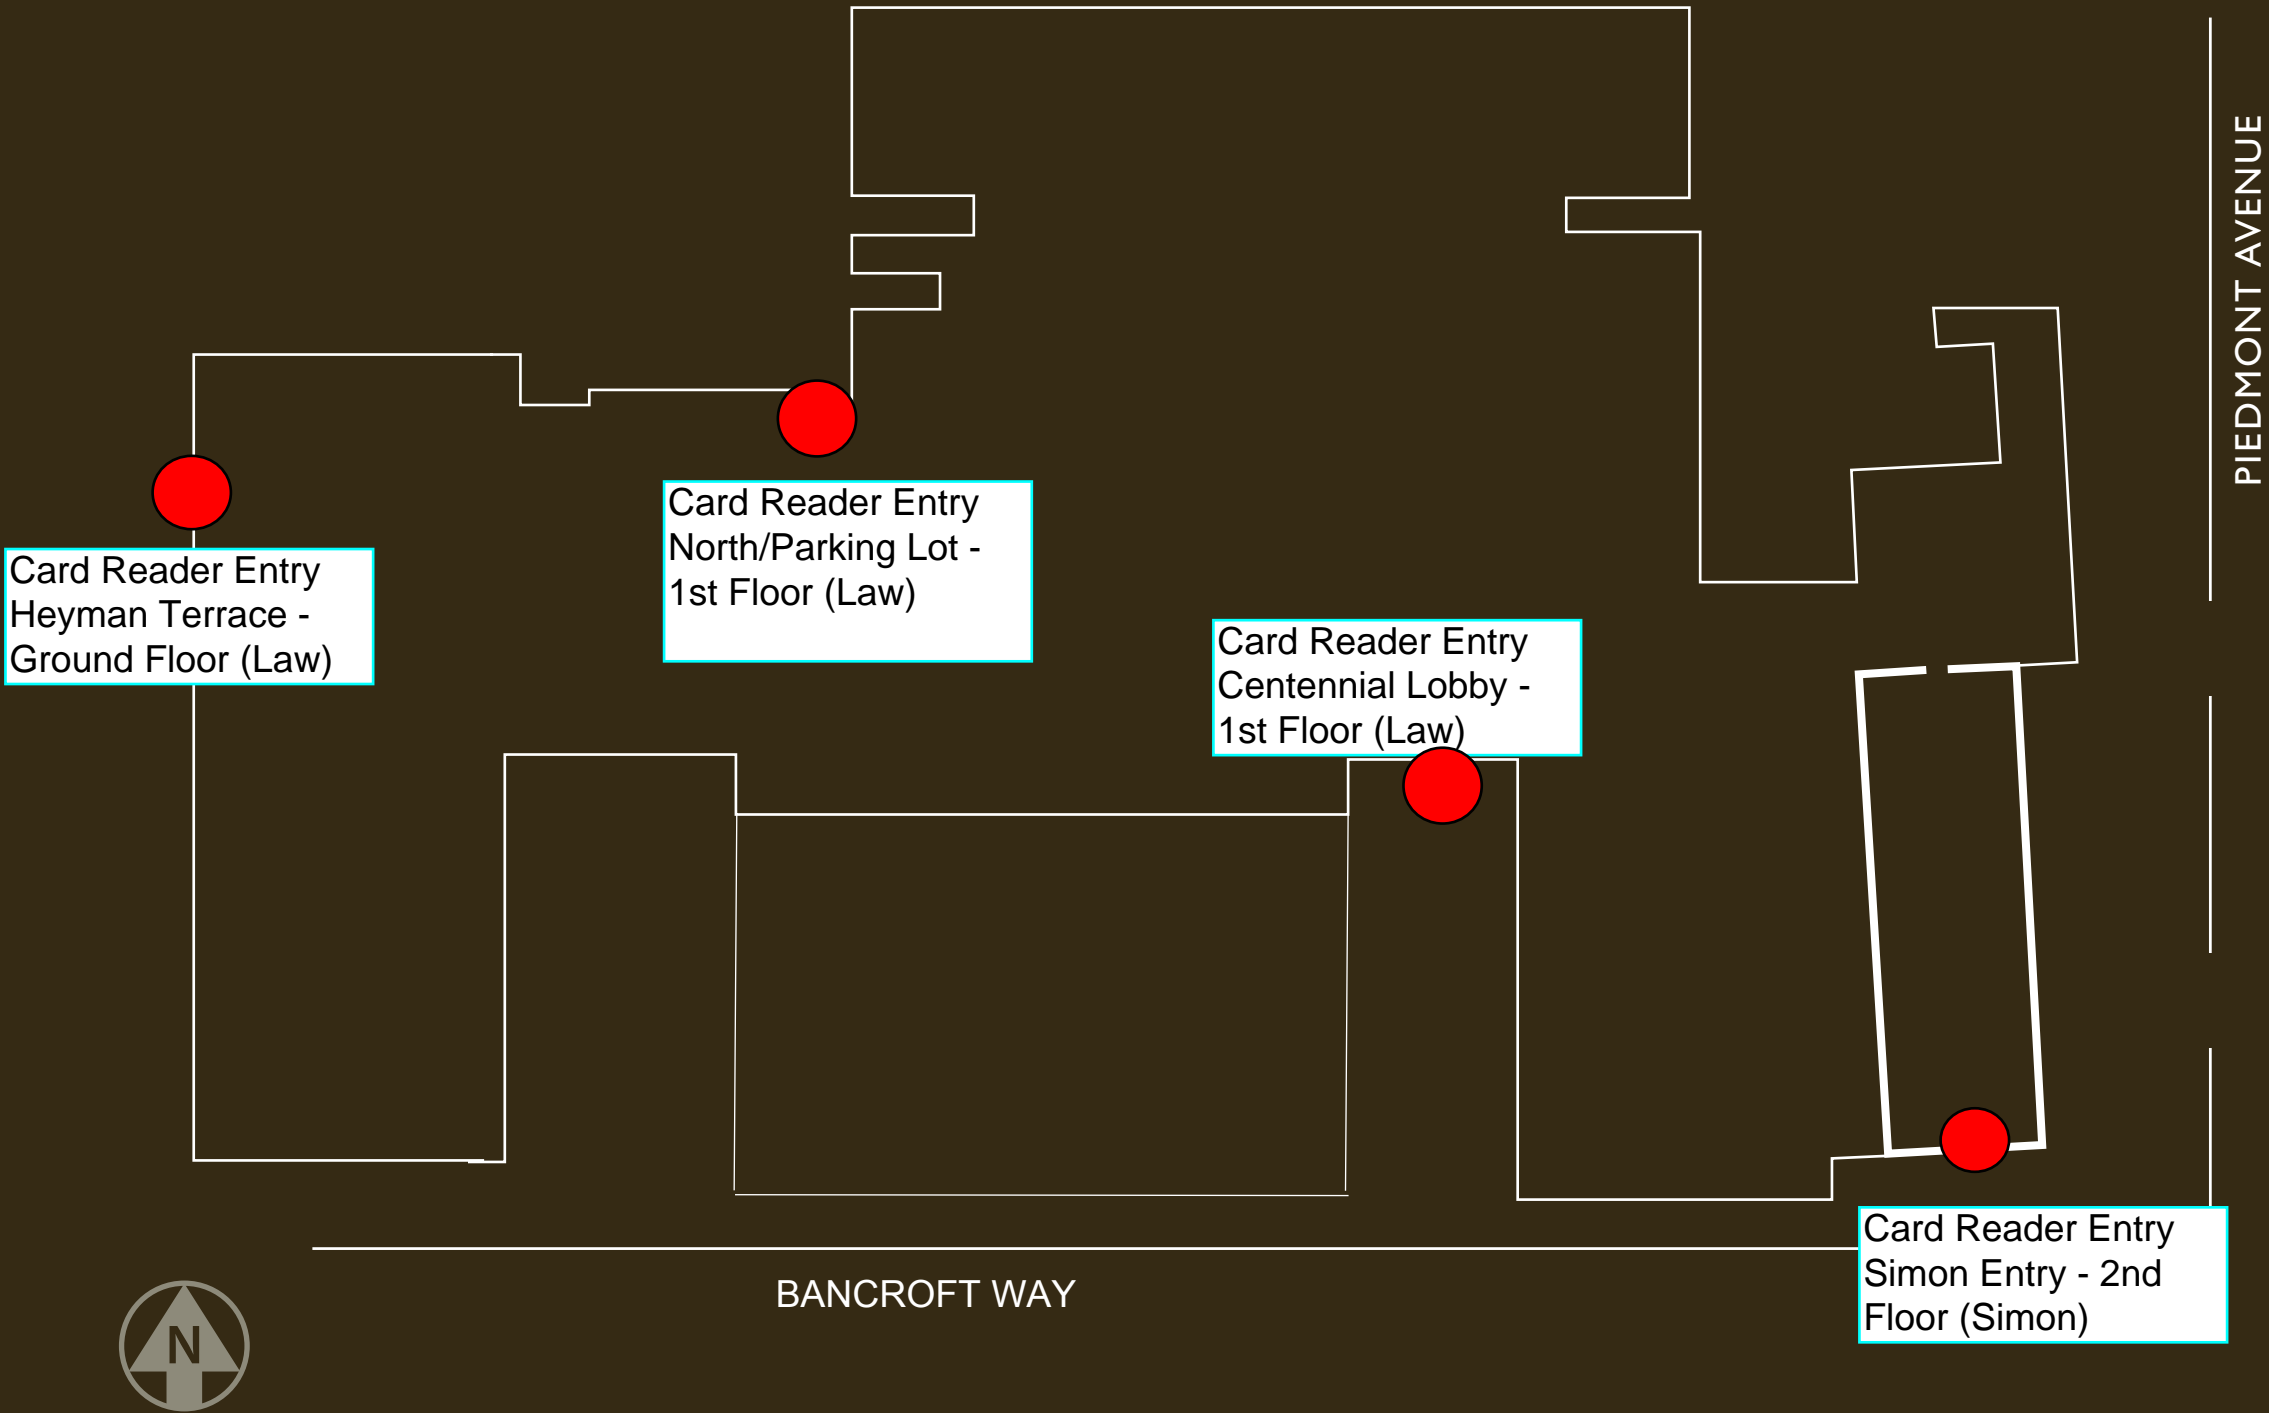 PIEDMONT AVENUE
Card Reader Entry
North/Parking Lot -
1st Floor (Law)
Card Reader Entry
Heyman Terrace -
Ground Floor (Law)
Card Reader Entry
Centennial Lobby -
1st Floor (Law)
Card Reader Entry
Simon Entry - 2nd
Floor (Simon)
BANCROFT WAY
N